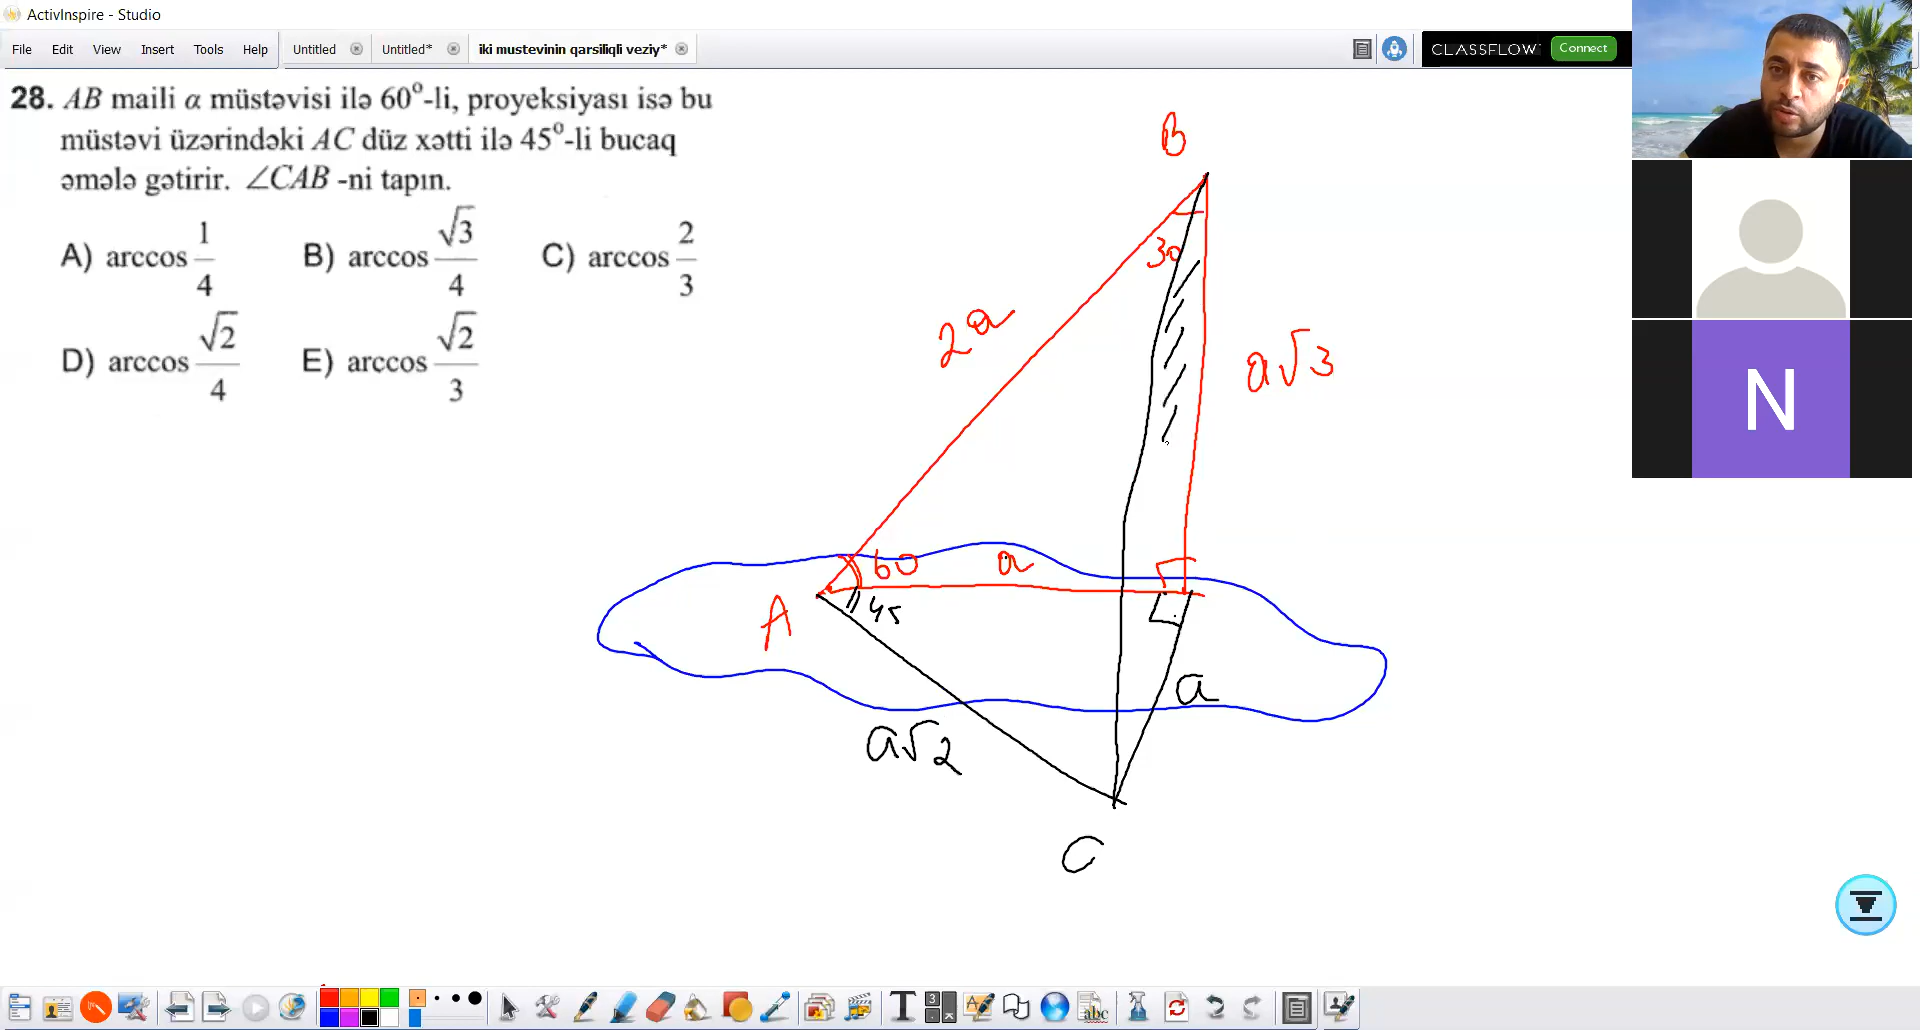 ActivInspire - Studio
File Edit View Insert Tools Help Untitled Untitled* iki mustevinin qarsiliqli veziy* CLASSFLOW Connect
28. AB maili α müstəvisi ilə 60°-li, proyeksiyası isə bu
müstəvi üzərindəki AC düz xətti ilə 45°-li bucaq
əmələ gətirir. ∠CAB -ni tapın.
A) arccos 1/4 B) arccos √3/4 C) arccos 2/3
D) arccos √2/4 E) arccos √2/3
B
30
2a
a√3
60 a
A 45
a
a√2
C
N
T
abc